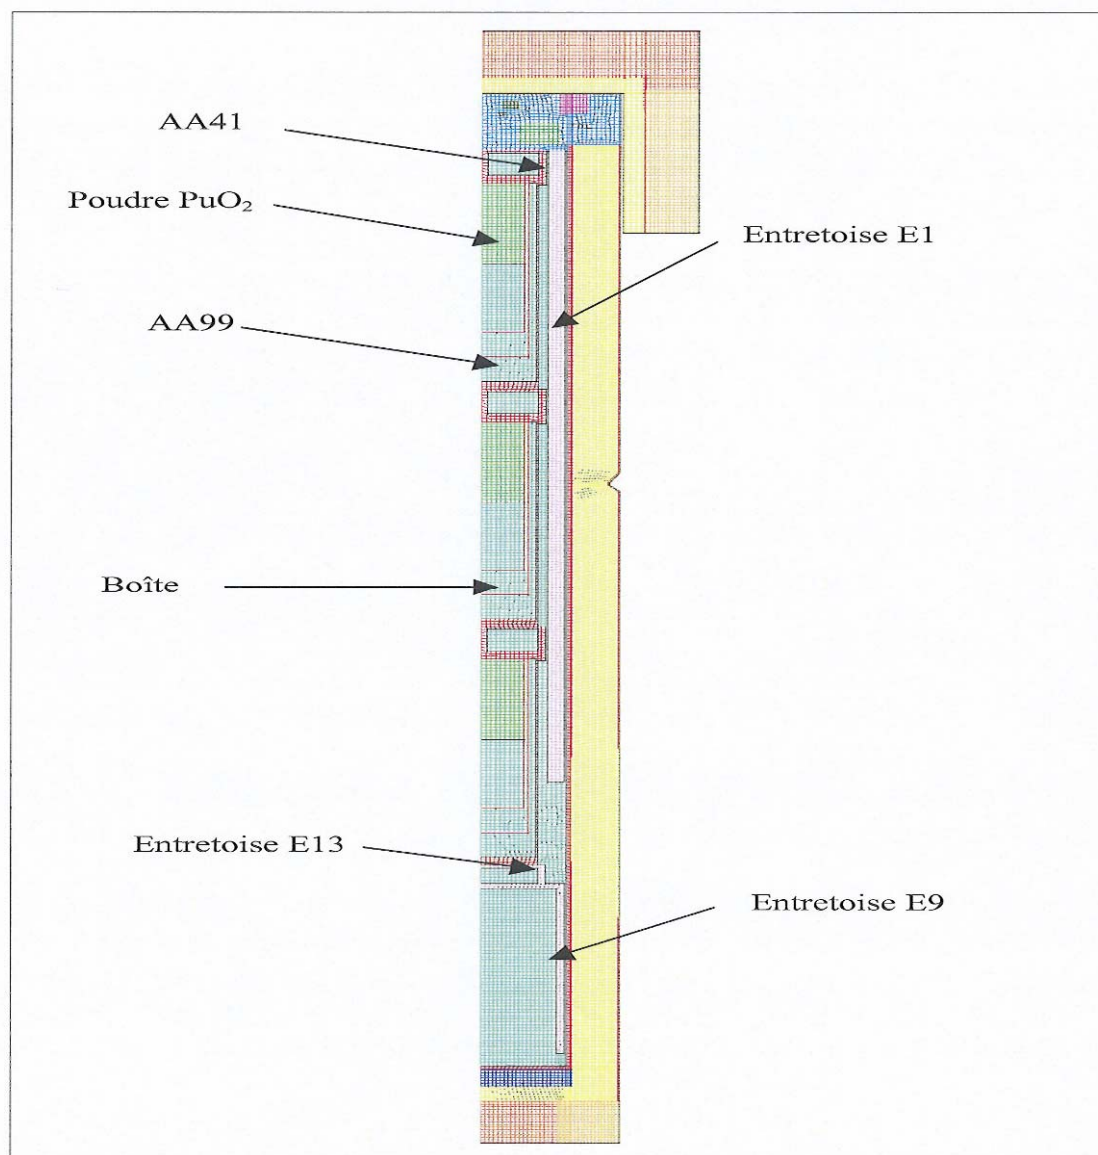 AA41
Poudre PuO₂
Entretoise E1
AA99
Boîte
Entretoise E13
Entretoise E9